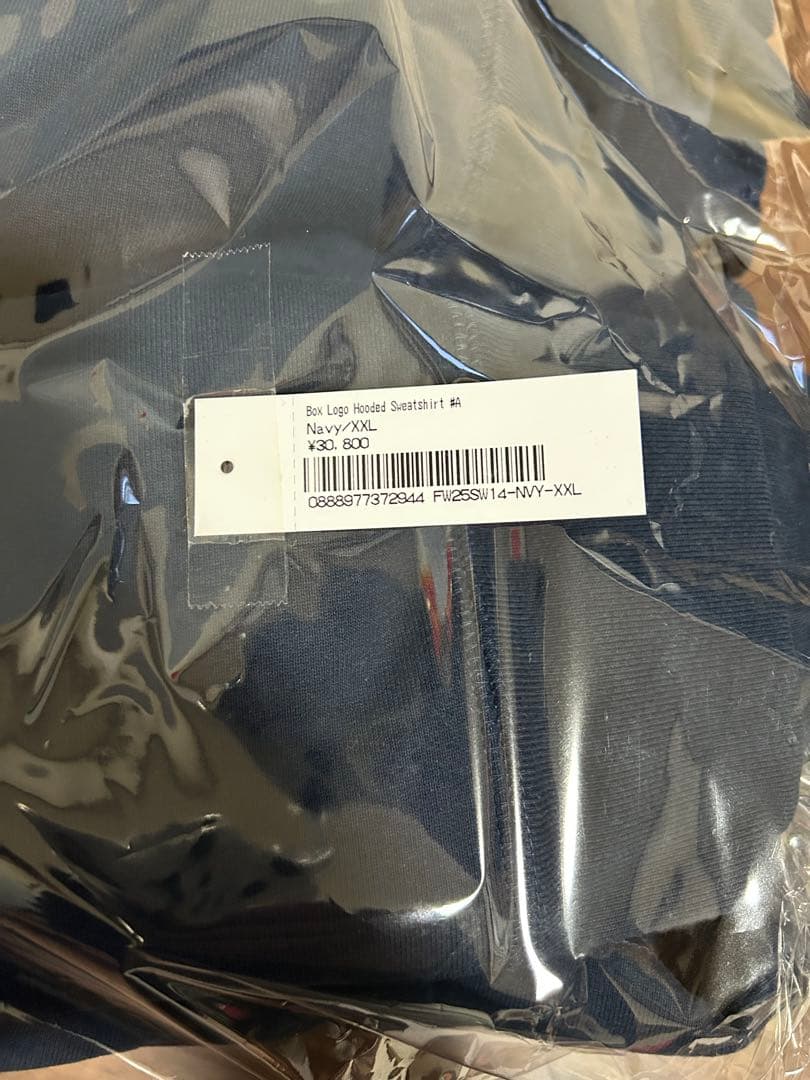 Box Logo Hooded Sweatshirt #A
Navy/XXL
¥30,800
0888977372944 FW25SW14-NVY-XXL